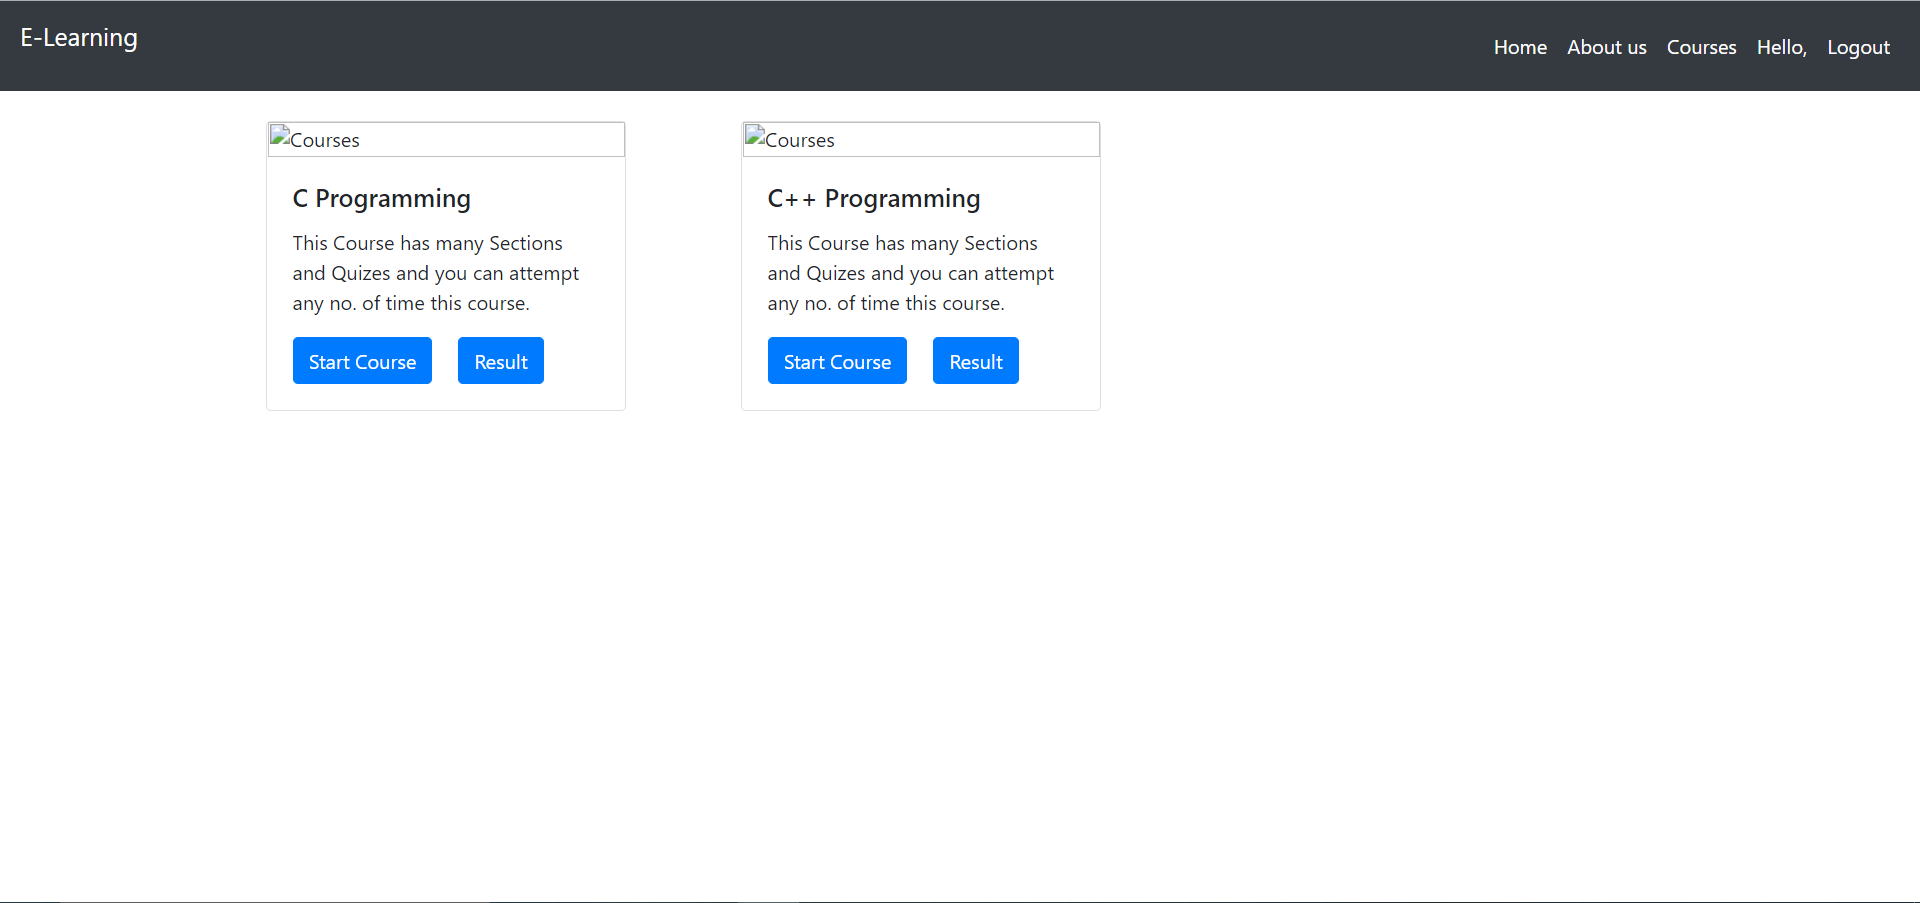 E-Learning
Home About us Courses Hello, Logout
Courses
C Programming
This Course has many Sections
and Quizes and you can attempt
any no. of time this course.
Start Course Result
Courses
C++ Programming
This Course has many Sections
and Quizes and you can attempt
any no. of time this course.
Start Course Result